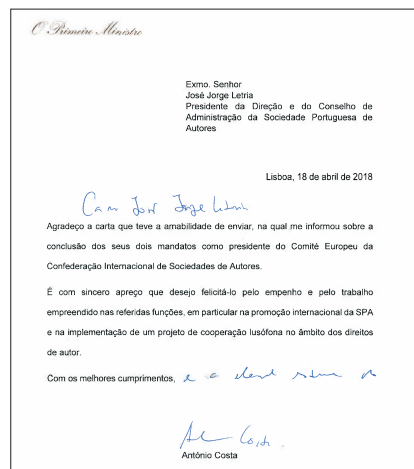 O Primeiro Ministro
Exmo. Senhor
José Jorge Letria
Presidente da Direção e do Conselho de
Administração da Sociedade Portuguesa de
Autores
Lisboa, 18 de abril de 2018
Caro José Jorge Letria
Agradeço a carta que teve a amabilidade de enviar, na qual me informou sobre a
conclusão dos seus dois mandatos como presidente do Comité Europeu da
Confederação Internacional de Sociedades de Autores.
É com sincero apreço que desejo felicitá-lo pelo empenho e pelo trabalho
empreendido nas referidas funções, em particular na promoção internacional da SPA
e na implementação de um projeto de cooperação lusófona no âmbito dos direitos
de autor.
Com os melhores cumprimentos, e a
António Costa
António Costa